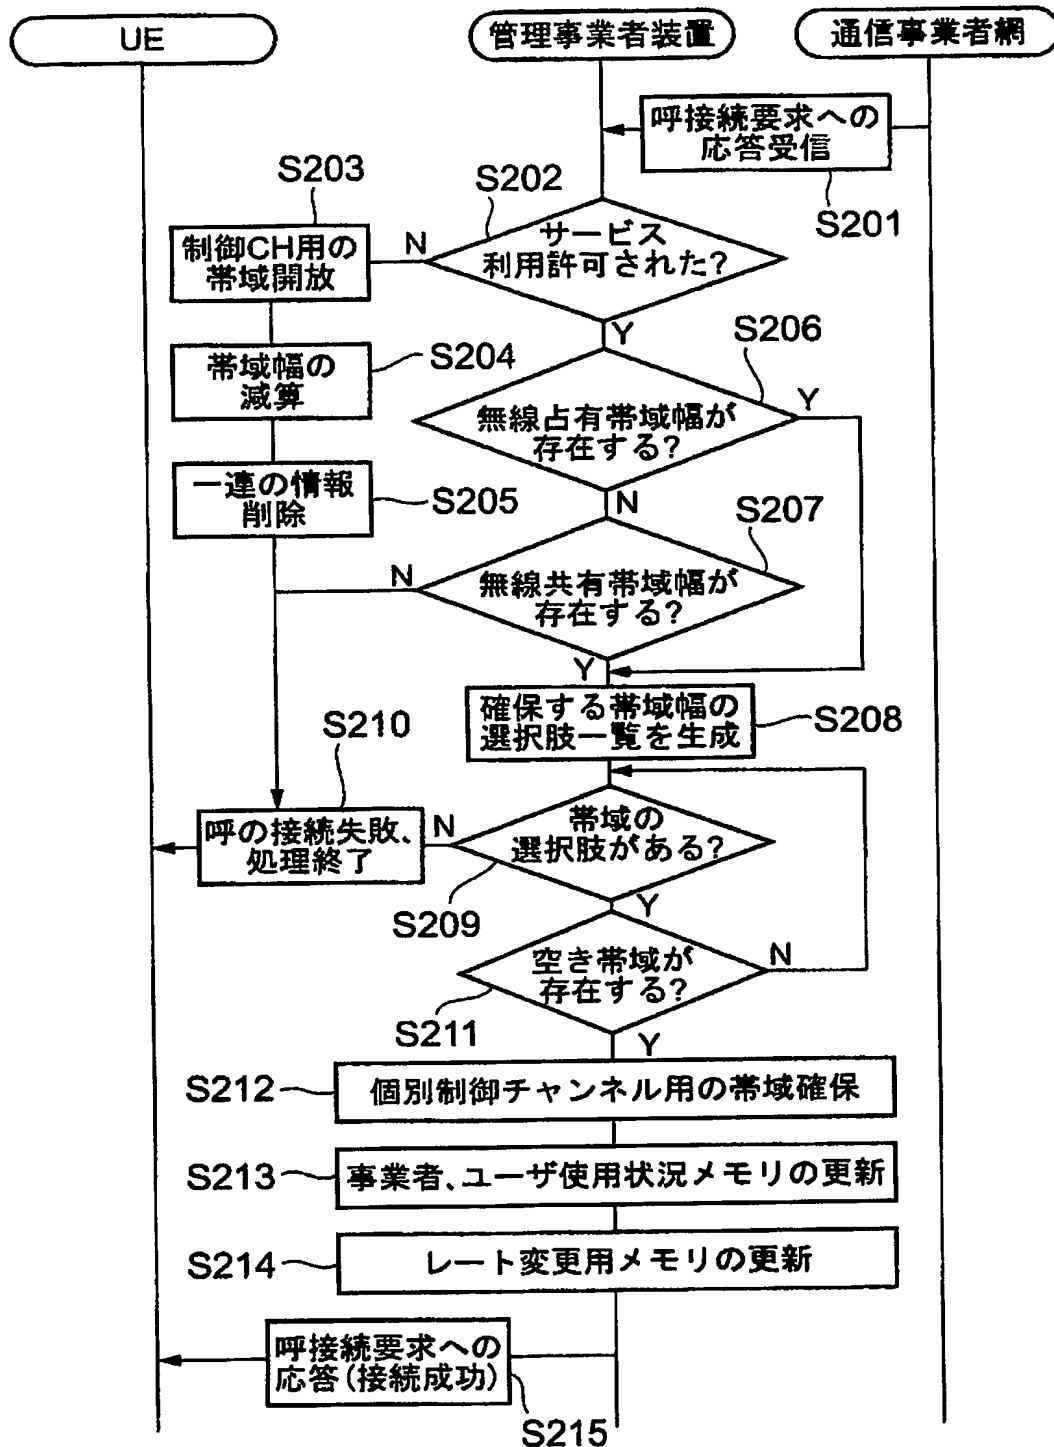 UE
管理事業者装置
通信事業者網
呼接続要求への
応答受信
S201
S202
サービス
利用許可された?
N
Y
S203
制御CH用の
帯域開放
S204
帯域幅の
減算
S205
一連の情報
削除
S206
無線占有帯域幅が
存在する?
Y
N
S207
無線共有帯域幅が
存在する?
N
Y
確保する帯域幅の
選択肢一覧を生成
S208
S210
呼の接続失敗、
処理終了
N
帯域の
選択肢がある?
S209
Y
空き帯域が
存在する?
N
S211
Y
S212
個別制御チャンネル用の帯域確保
S213
事業者、ユーザ使用状況メモリの更新
S214
レート変更用メモリの更新
呼接続要求への
応答(接続成功)
S215